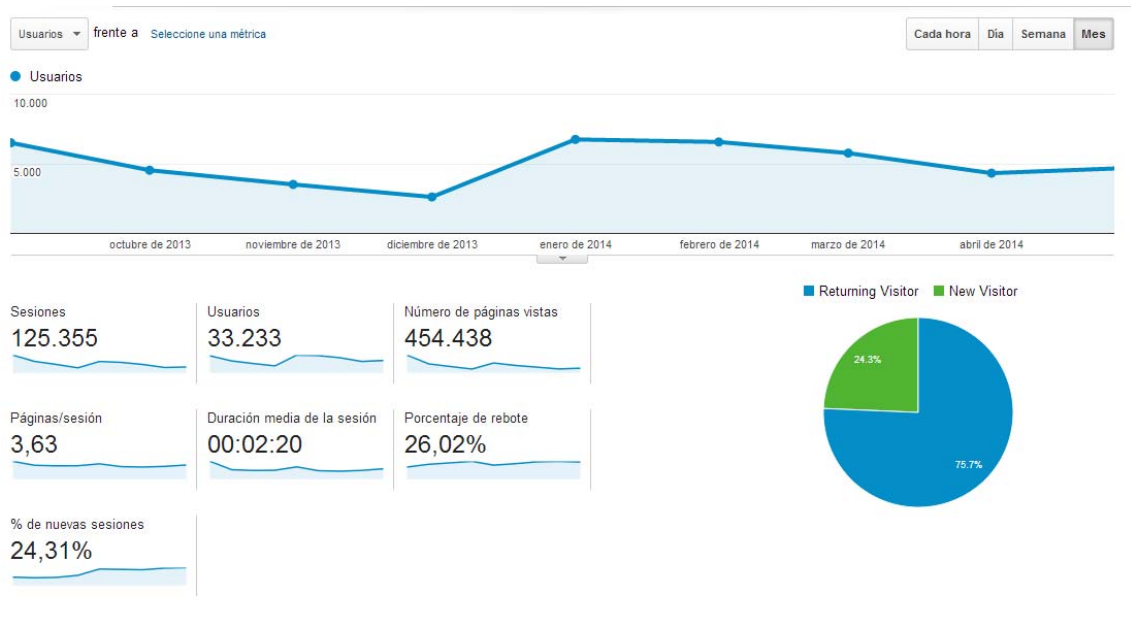 Usuarios frente a Seleccione una métrica Cada hora Día Semana Mes
Usuarios
10.000
5.000
octubre de 2013 noviembre de 2013 diciembre de 2013 enero de 2014 febrero de 2014 marzo de 2014 abril de 2014
Returning Visitor New Visitor
Sesiones Usuarios Número de páginas vistas
125.355 33.233 454.438
24.3%
Páginas/sesión Duración media de la sesión Porcentaje de rebote
3,63 00:02:20 26,02%
75.7%
% de nuevas sesiones
24,31%